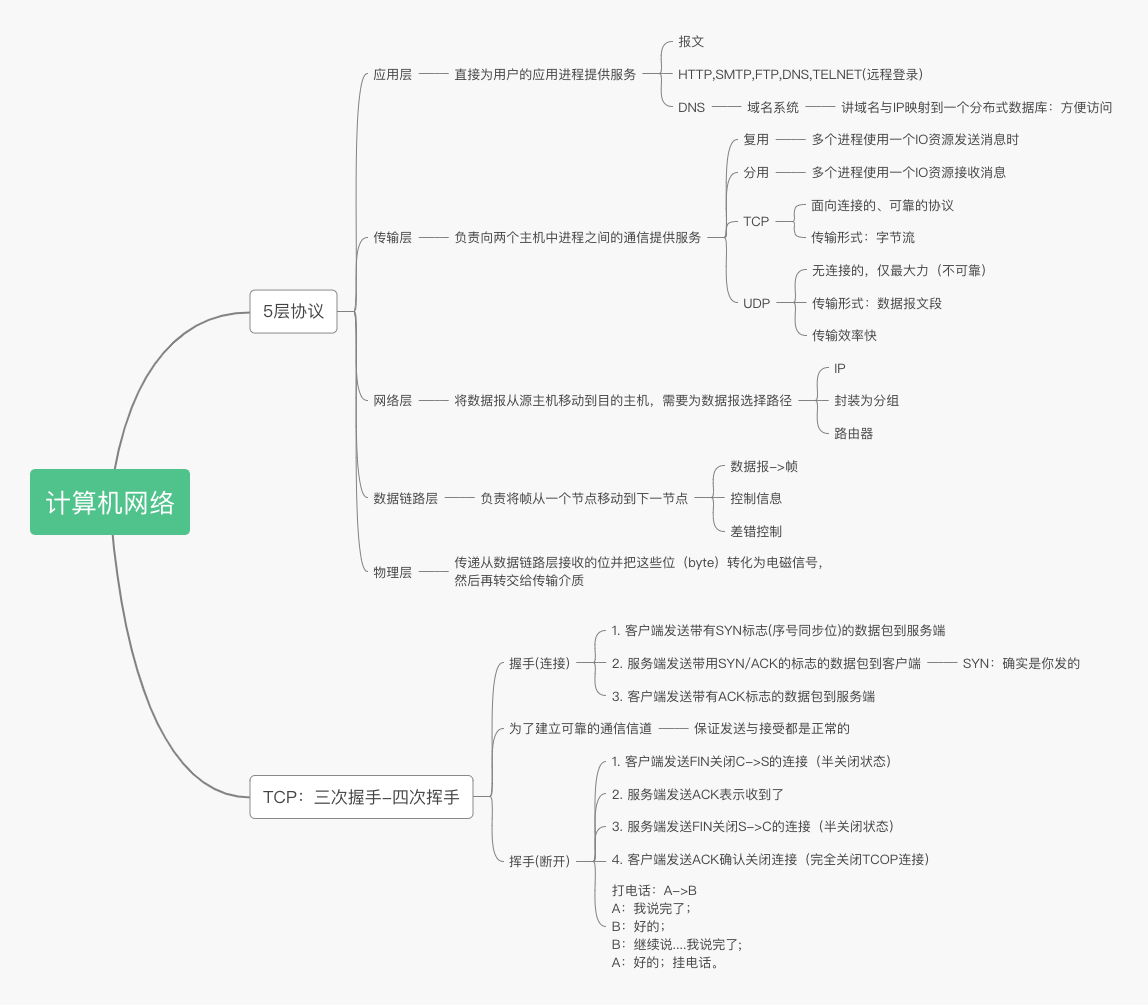 计算机网络
5层协议
应用层
直接为用户的应用进程提供服务
报文
HTTP,SMTP,FTP,DNS,TELNET(远程登录)
DNS
域名系统
讲域名与IP映射到一个分布式数据库：方便访问
传输层
负责向两个主机中进程之间的通信提供服务
复用
多个进程使用一个IO资源发送消息时
分用
多个进程使用一个IO资源接收消息
TCP
面向连接的、可靠的协议
传输形式：字节流
UDP
无连接的，仅最大力（不可靠）
传输形式：数据报文段
传输效率快
网络层
将数据报从源主机移动到目的主机，需要为数据报选择路径
IP
封装为分组
路由器
数据链路层
负责将帧从一个节点移动到下一节点
数据报->帧
控制信息
差错控制
物理层
传递从数据链路层接收的位并把这些位（byte）转化为电磁信号，
然后再转交给传输介质
TCP：三次握手-四次挥手
握手(连接)
1. 客户端发送带有SYN标志(序号同步位)的数据包到服务端
2. 服务端发送带用SYN/ACK的标志的数据包到客户端
SYN：确实是你发的
3. 客户端发送带有ACK标志的数据包到服务端
为了建立可靠的通信信道
保证发送与接受都是正常的
挥手(断开)
1. 客户端发送FIN关闭C->S的连接（半关闭状态）
2. 服务端发送ACK表示收到了
3. 服务端发送FIN关闭S->C的连接（半关闭状态）
4. 客户端发送ACK确认关闭连接（完全关闭TCOP连接）
打电话：A->B
A：我说完了；
B：好的；
B：继续说....我说完了;
A：好的；挂电话。